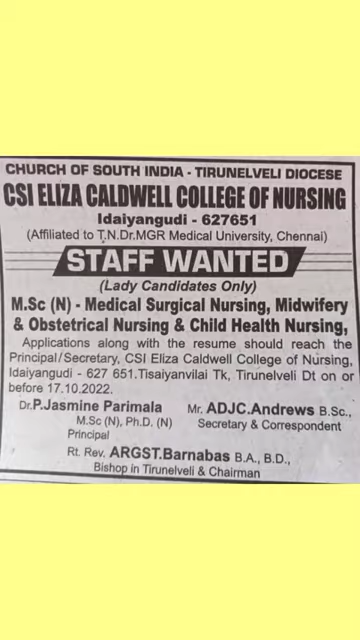 CHURCH OF SOUTH INDIA - TIRUNELVELI DIOCESE
CSI ELIZA CALDWELL COLLEGE OF NURSING
Idaiyangudi - 627651
(Affiliated to T.N.Dr.MGR Medical University, Chennai)
STAFF WANTED
(Lady Candidates Only)
M.Sc (N) - Medical Surgical Nursing, Midwifery
& Obstetrical Nursing & Child Health Nursing,
Applications along with the resume should reach the
Principal/Secretary, CSI Eliza Caldwell College of Nursing,
Idaiyangudi - 627 651.Tisaiyanvilai Tk, Tirunelveli Dt on or
before 17.10.2022.
Dr.P.Jasmine Parimala
M.Sc (N), Ph.D. (N)
Principal
Mr. ADJC.Andrews B.Sc.,
Secretary & Correspondent
Rt. Rev. ARGST.Barnabas B.A., B.D.,
Bishop in Tirunelveli & Chairman